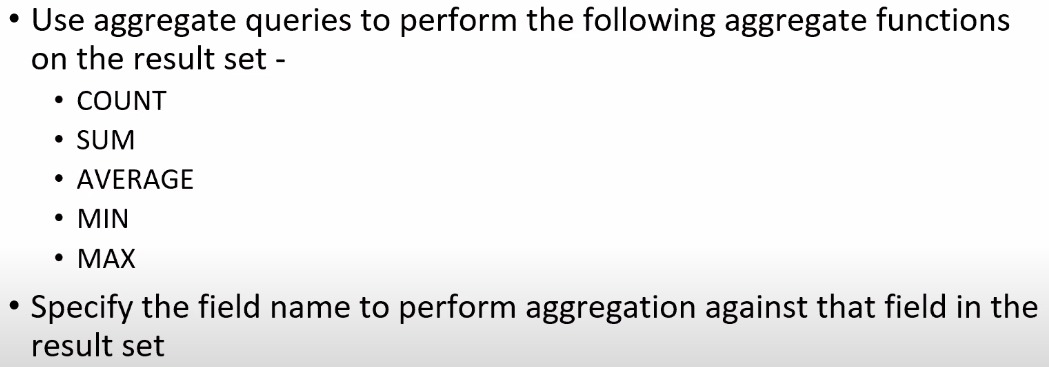 • Use aggregate queries to perform the following aggregate functions
on the result set -
• COUNT
• SUM
• AVERAGE
• MIN
• MAX
• Specify the field name to perform aggregation against that field in the
result set